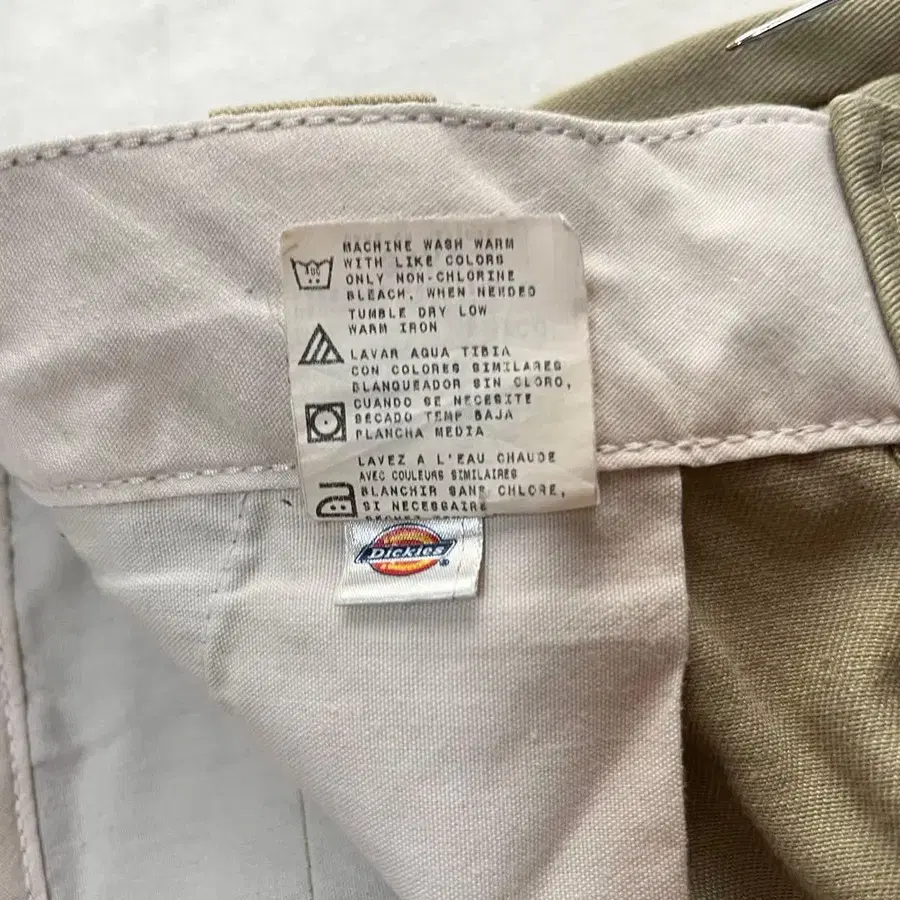 MACHINE WASH WARM
WITH LIKE COLORS
ONLY NON-CHLORINE
BLEACH, WHEN NEEDED
TUMBLE DRY LOW
WARM IRON
LAVAR AGUA TIBIA
CON COLORES SIMILARES
BLANQUEADOR SIN CLORO,
CUANDO SE NECESITE
SECADO TEMP BAJA
PLANCHA MEDIA
LAVEZ A L'EAU CHAUDE
AVEC COULEURS SIMILAIRES
BLANCHIR SANS CHLORE,
SI NECESSAIRE
Dickies®